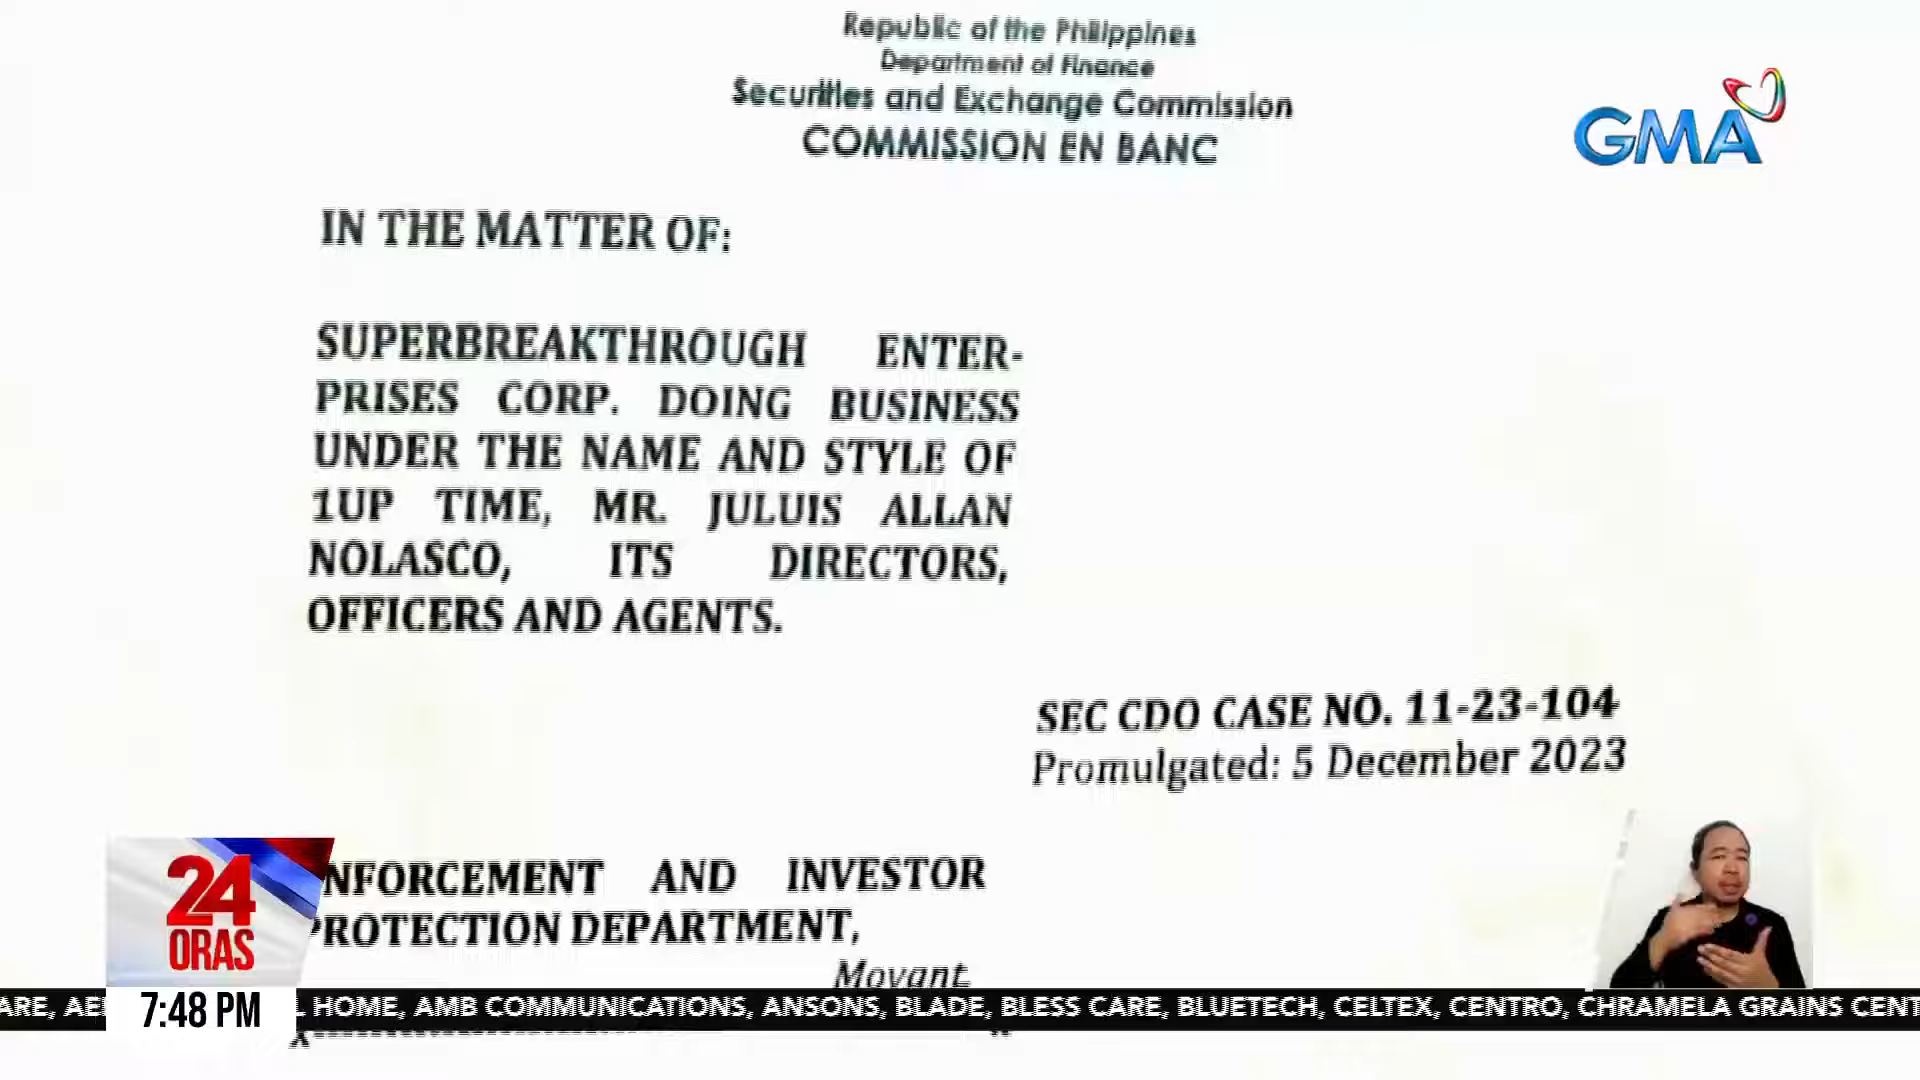 Republic of the Philippines
Department of Finance
Securities and Exchange Commission
COMMISSION EN BANC
GMA
IN THE MATTER OF:
SUPERBREAKTHROUGH ENTER-
PRISES CORP. DOING BUSINESS
UNDER THE NAME AND STYLE OF
1UP TIME, MR. JULUIS ALLAN
NOLASCO, ITS DIRECTORS,
OFFICERS AND AGENTS.
SEC CDO CASE NO. 11-23-104
Promulgated: 5 December 2023
NFORCEMENT AND INVESTOR
PROTECTION DEPARTMENT,
Movant
24
ORAS
7:48 PM
ARE, AE L HOME, AMB COMMUNICATIONS, ANSONS, BLADE, BLESS CARE, BLUETECH, CELTEX, CENTRO, CHRAMELA GRAINS CENT